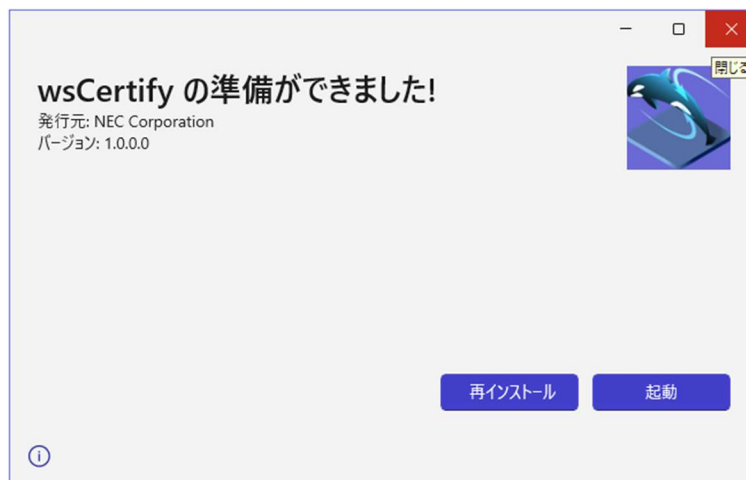 閉じる
wsCertify の準備ができました!
発行元: NEC Corporation
バージョン: 1.0.0.0
再インストール
起動